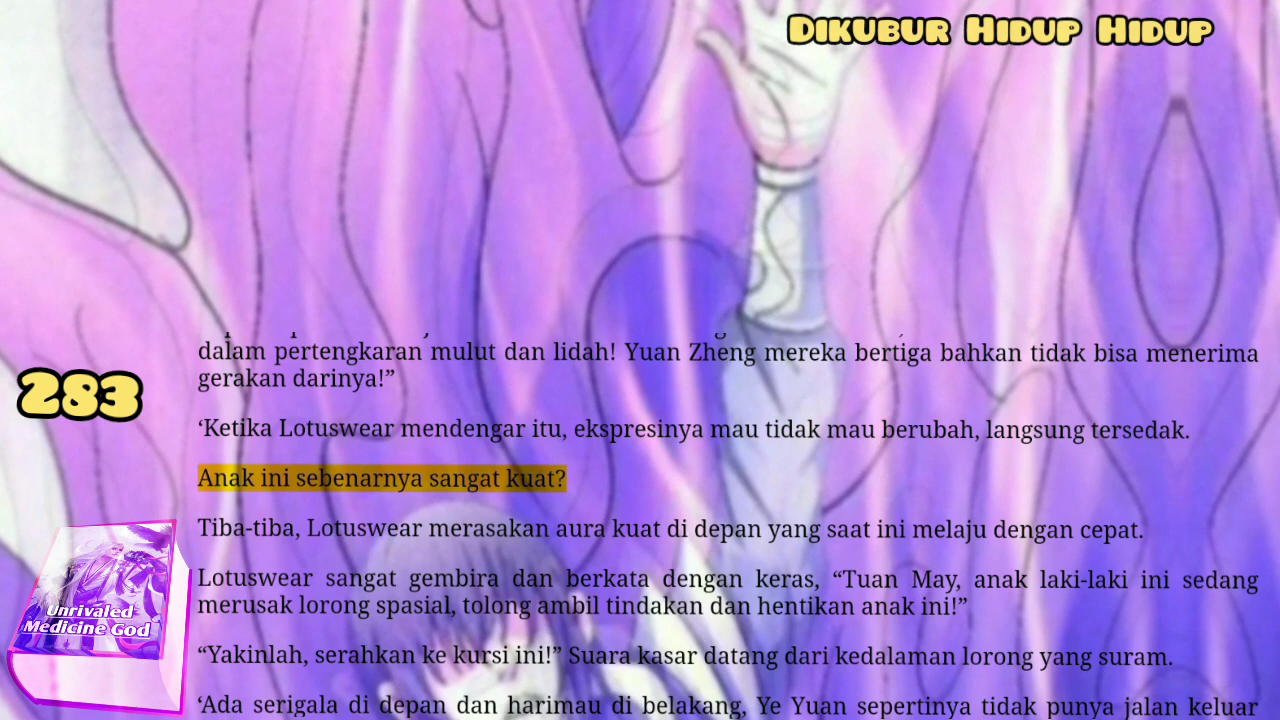 Dikubur Hidup Hidup
dalam pertengkaran mulut dan lidah! Yuan Zheng mereka bertiga bahkan tidak bisa menerima
gerakan darinya!”
283
‘Ketika Lotuswear mendengar itu, ekspresinya mau tidak mau berubah, langsung tersedak.
Anak ini sebenarnya sangat kuat?
Tiba-tiba, Lotuswear merasakan aura kuat di depan yang saat ini melaju dengan cepat.
Lotuswear sangat gembira dan berkata dengan keras, “Tuan May, anak laki-laki ini sedang
merusak lorong spasial, tolong ambil tindakan dan hentikan anak ini!”
Unrivaled
Medicine God
“Yakinlah, serahkan ke kursi ini!” Suara kasar datang dari kedalaman lorong yang suram.
‘Ada serigala di depan dan harimau di belakang, Ye Yuan sepertinya tidak punya jalan keluar